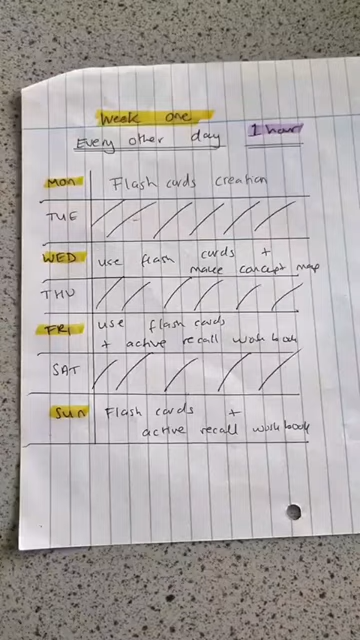 Week one
Every other day 1 hour
MON Flash cards creation
TUE
WED use flash cards +
make concept map
THU
FRI use flash cards
+ active recall workbook
SAT
Sun Flash cards +
active recall workbook